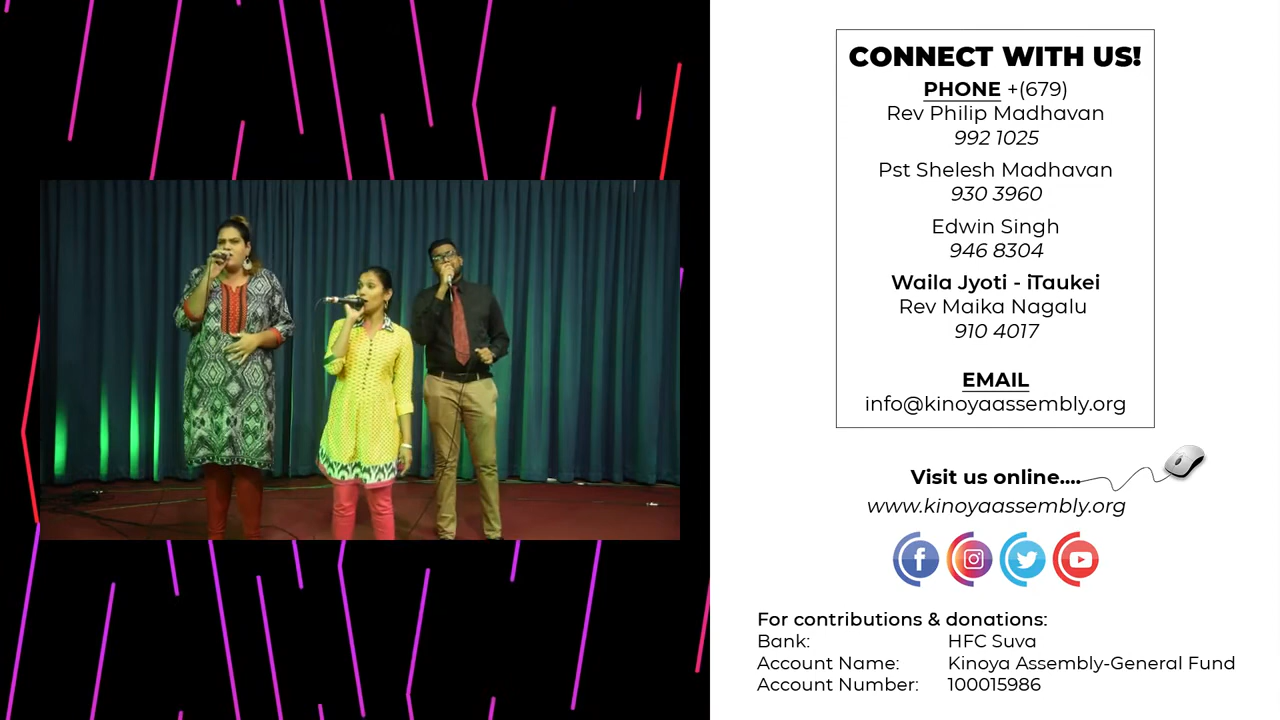 CONNECT WITH US!
PHONE +(679)
Rev Philip Madhavan
992 1025
Pst Shelesh Madhavan
930 3960
Edwin Singh
946 8304
Waila Jyoti - iTaukei
Rev Maika Nagalu
910 4017
EMAIL
info@kinoyaassembly.org
Visit us online....
www.kinoyaassembly.org
For contributions & donations:
Bank: HFC Suva
Account Name: Kinoya Assembly-General Fund
Account Number: 100015986